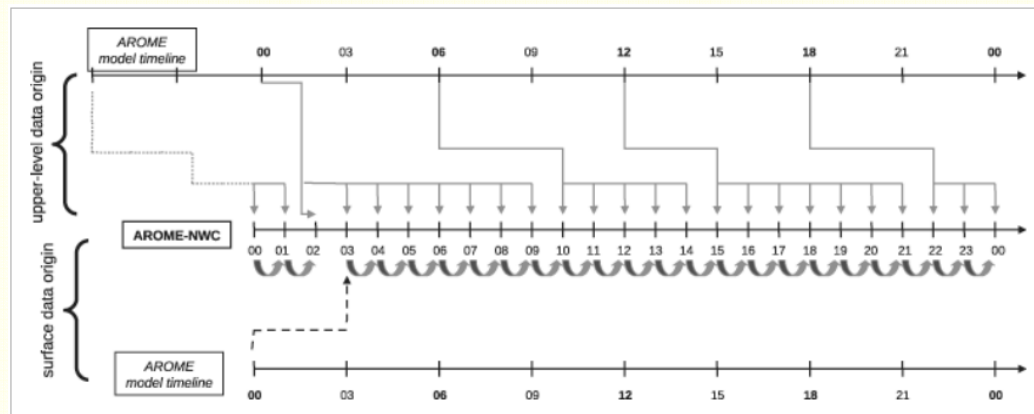 AROME
model timeline
00 03 06 09 12 15 18 21 00
upper-level data origin
AROME-NWC
00 01 02 03 04 05 06 07 08 09 10 11 12 13 14 15 16 17 18 19 20 21 22 23 00
surface data origin
AROME
model timeline
00 03 06 09 12 15 18 21 00